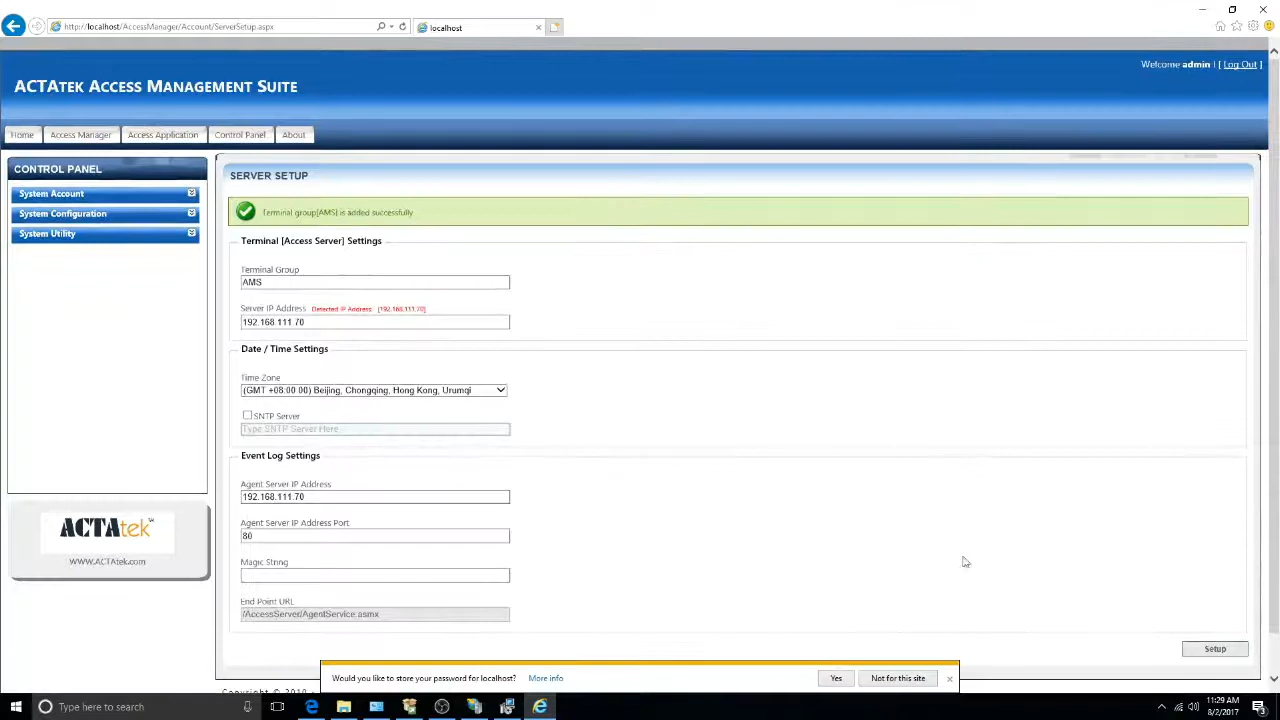 http://localhost/AccessManager/Account/ServerSetup.aspx
localhost
Welcome admin ! [ Log Out ]
ACTATEK ACCESS MANAGEMENT SUITE
Home
Access Manager
Access Application
Control Panel
About
CONTROL PANEL
System Account
System Configuration
System Utility
ACTAtek
WWW.ACTAtek.com
SERVER SETUP
Terminal group[AMS] is added successfully
Terminal [Access Server] Settings
Terminal Group
AMS
Server IP Address Detected IP Address: [192.168.111.70]
192.168.111.70
Date / Time Settings
Time Zone
(GMT +08:00:00) Beijing, Chongqing, Hong Kong, Urumqi
SNTP Server
Type SNTP Server Here
Event Log Settings
Agent Server IP Address
192.168.111.70
Agent Server IP Address Port
80
Magic String
End Point URL
/AccessServer/AgentService.asmx
Setup
Would you like to store your password for localhost? More info
Yes
Not for this site
Copyright © 2010 -
Type here to search
11:29 AM
8/2/2017
3